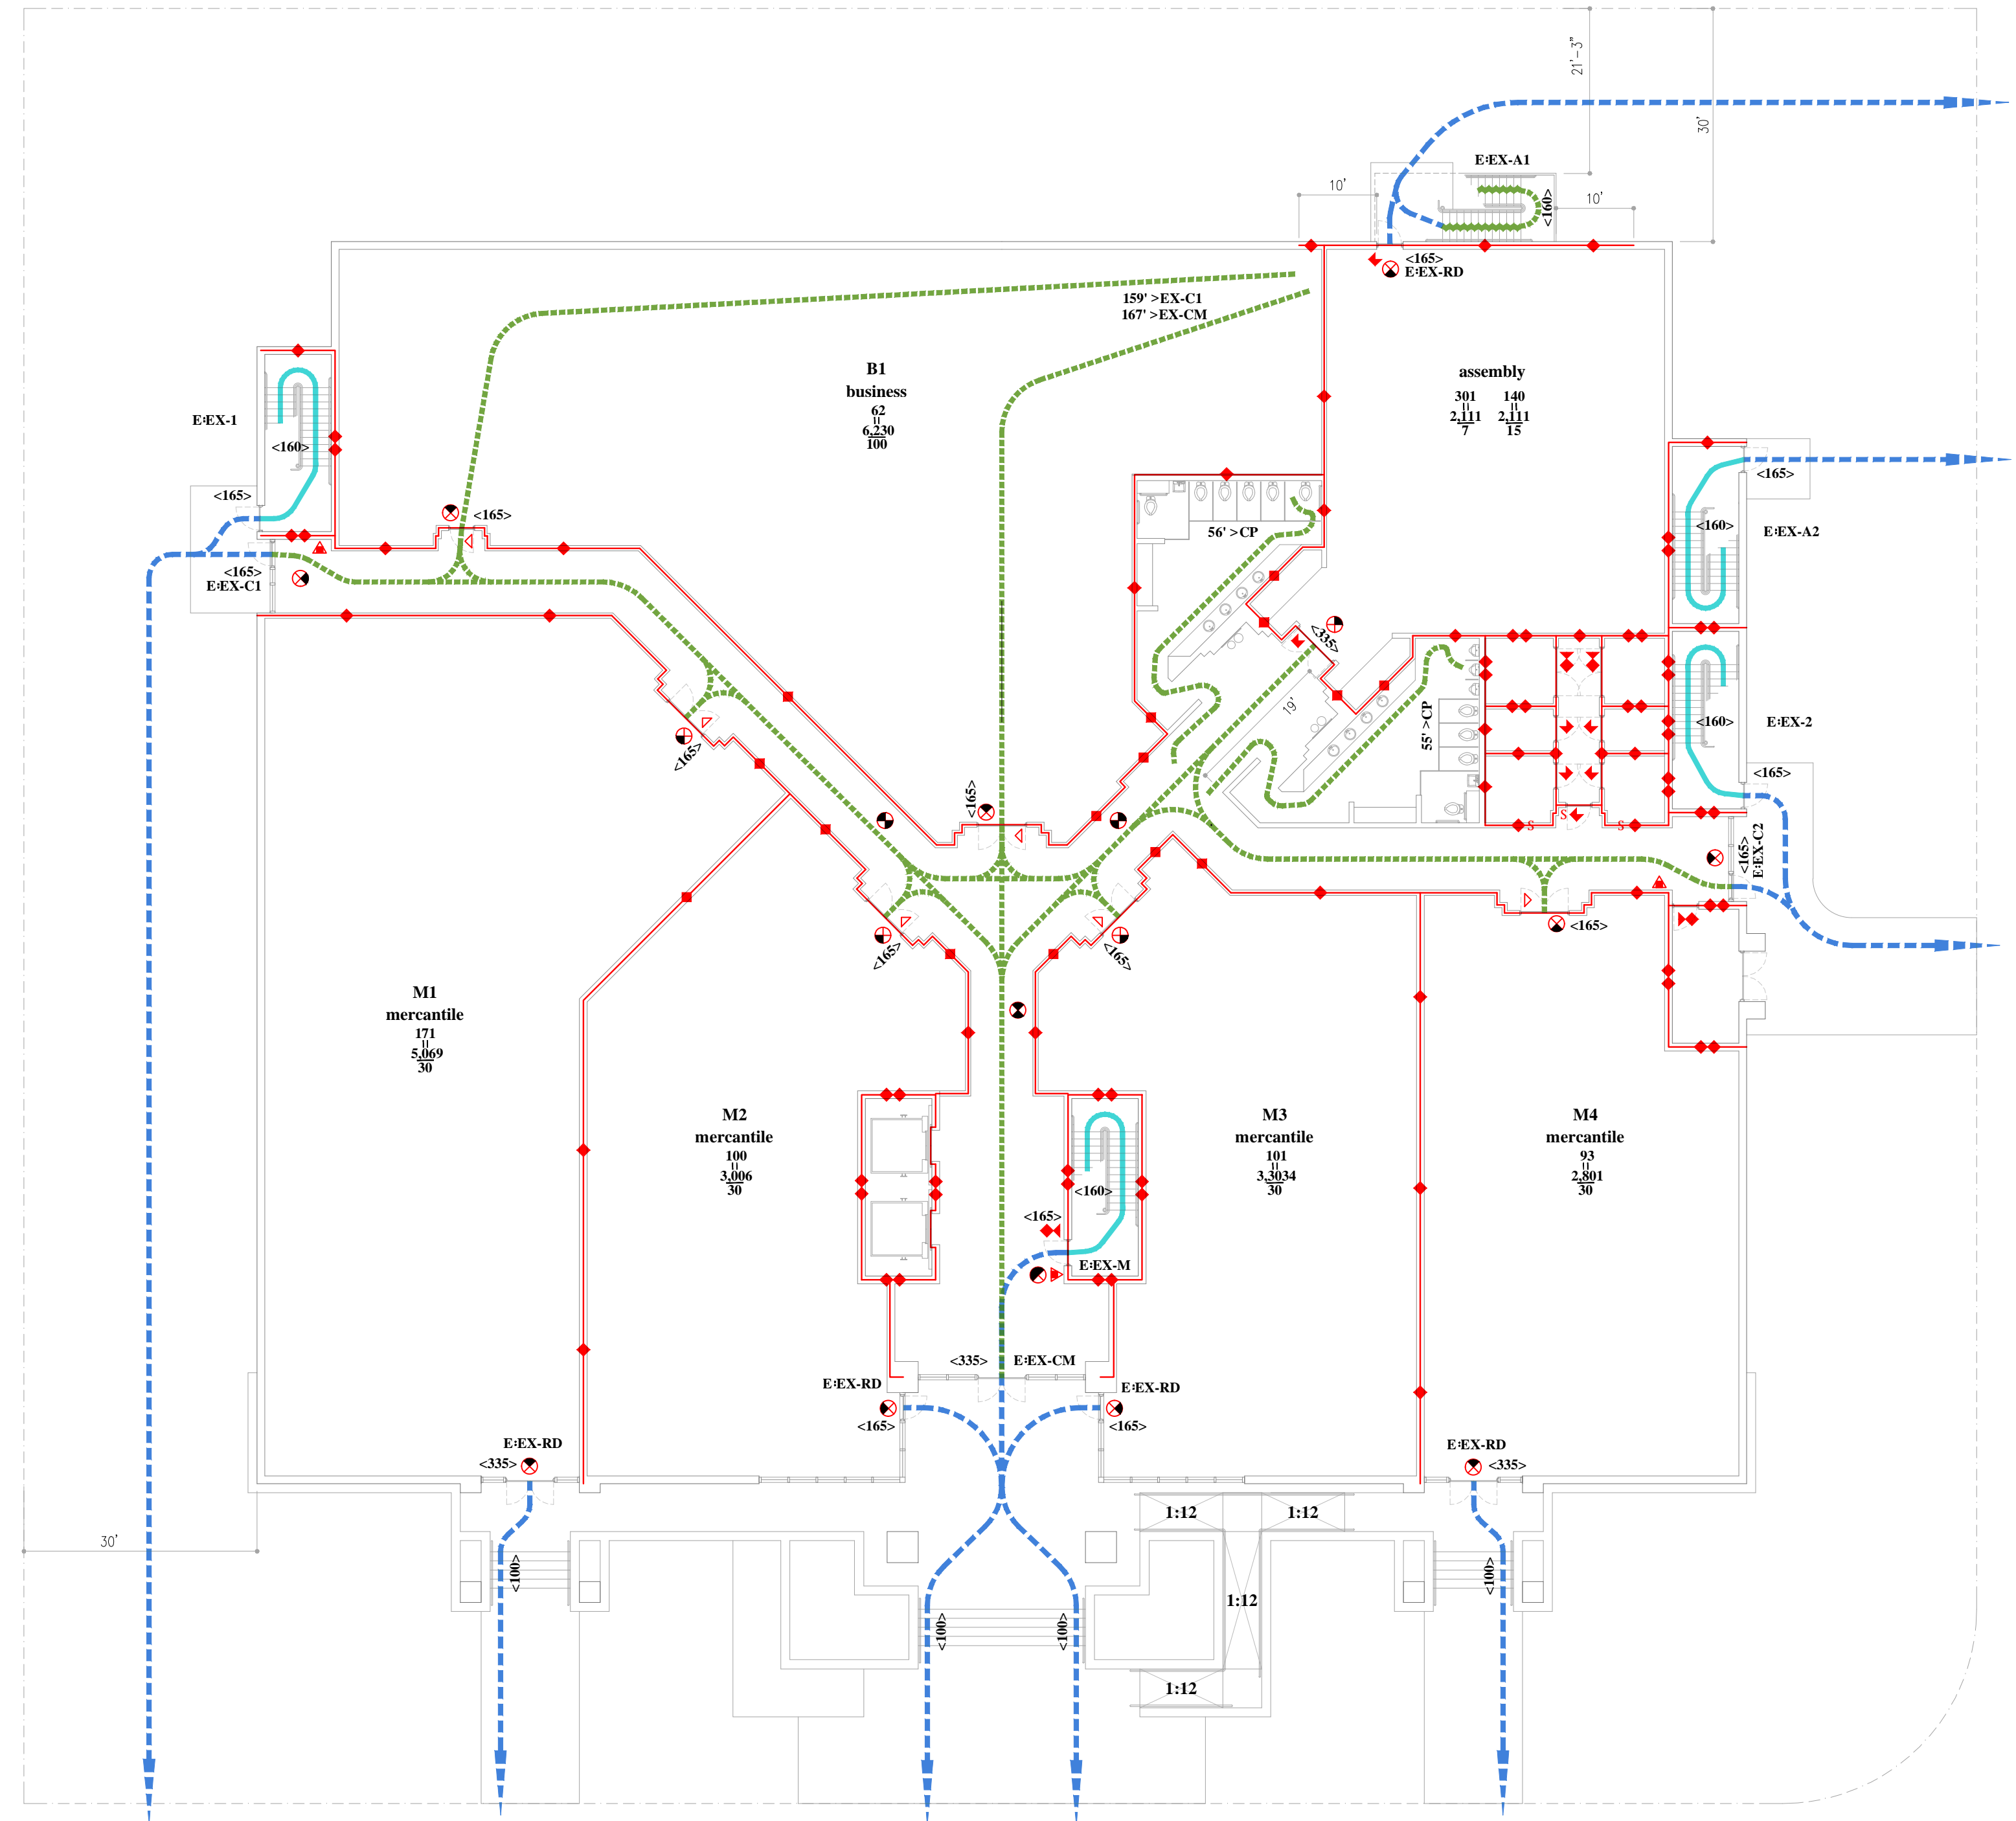 21'-3"
30'
E:EX-A1
10'
<160>
10'
<165>
E:EX-RD
159' >EX-C1
167' >EX-CM
B1
business
62
=
6,230
100
assembly
301
=
2,111
7
140
=
2,111
15
E:EX-1
<160>
<165>
<165>
<165>
E:EX-C1
56' >CP
<335>
19'
55' >CP
<165>
<160>
E:EX-A2
<160>
E:EX-2
<165>
<165>
<165>
S
S
S
<165>
E:EX-C2
<165>
<165>
<165>
M1
mercantile
171
=
5,069
30
M2
mercantile
100
=
3,006
30
M3
mercantile
101
=
3,3034
30
M4
mercantile
93
=
2,801
30
<160>
<165>
E:EX-M
<335>
E:EX-CM
E:EX-RD
<165>
E:EX-RD
<165>
E:EX-RD
<335>
E:EX-RD
<335>
30'
1:12
1:12
<100>
<100>
1:12
<100>
<100>
1:12